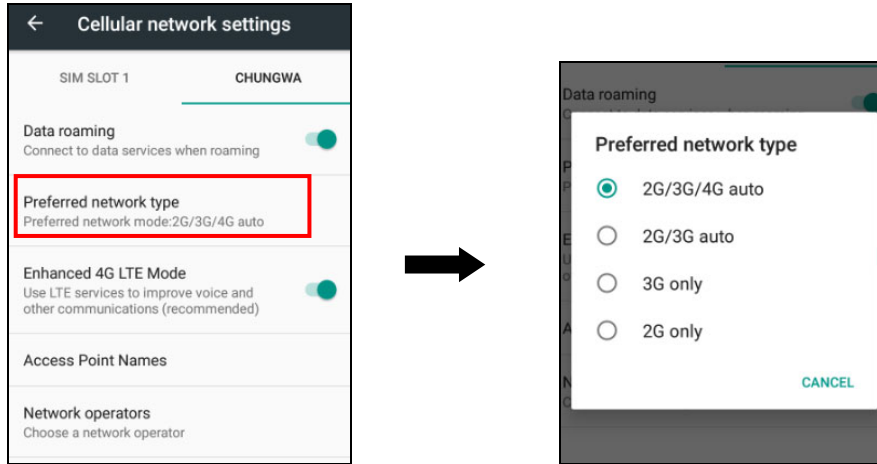 Cellular network settings
SIM SLOT 1
CHUNGWA
Data roaming
Connect to data services when roaming
Preferred network type
Preferred network mode:2G/3G/4G auto
Enhanced 4G LTE Mode
Use LTE services to improve voice and
other communications (recommended)
Access Point Names
Network operators
Choose a network operator
Data roaming
Preferred network type
2G/3G/4G auto
2G/3G auto
3G only
2G only
CANCEL